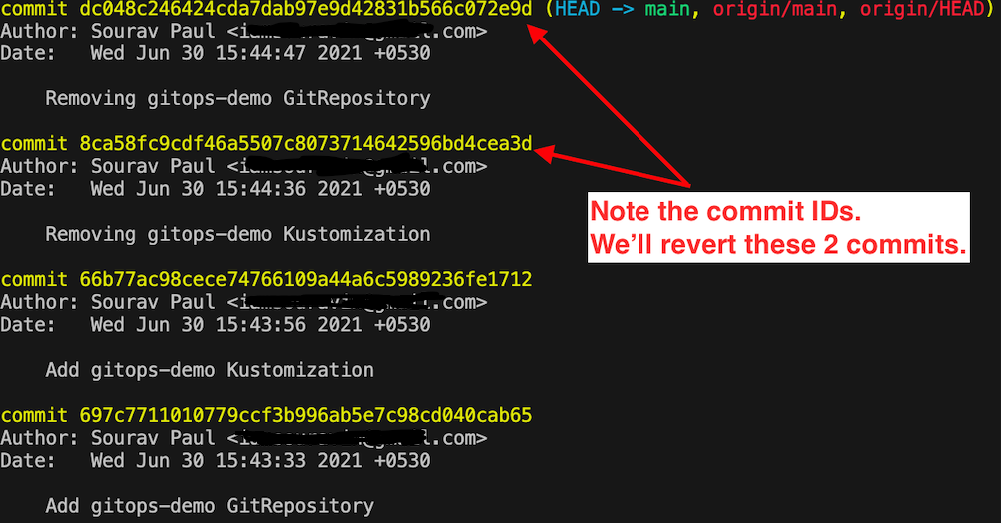 commit dc048c246424cda7dab97e9d42831b566c072e9d (HEAD -> main, origin/main, origin/HEAD)
Author: Sourav Paul <.com>
Date:   Wed Jun 30 15:44:47 2021 +0530
Removing gitops-demo GitRepository
commit 8ca58fc9cdf46a5507c8073714642596bd4cea3d
Author: Sourav Paul <.com>
Date:   Wed Jun 30 15:44:36 2021 +0530
Note the commit IDs.
We’ll revert these 2 commits.
Removing gitops-demo Kustomization
commit 66b77ac98cece74766109a44a6c5989236fe1712
Author: Sourav Paul <.com>
Date:   Wed Jun 30 15:43:56 2021 +0530
Add gitops-demo Kustomization
commit 697c7711010779ccf3b996ab5e7c98cd040cab65
Author: Sourav Paul <.com>
Date:   Wed Jun 30 15:43:33 2021 +0530
Add gitops-demo GitRepository